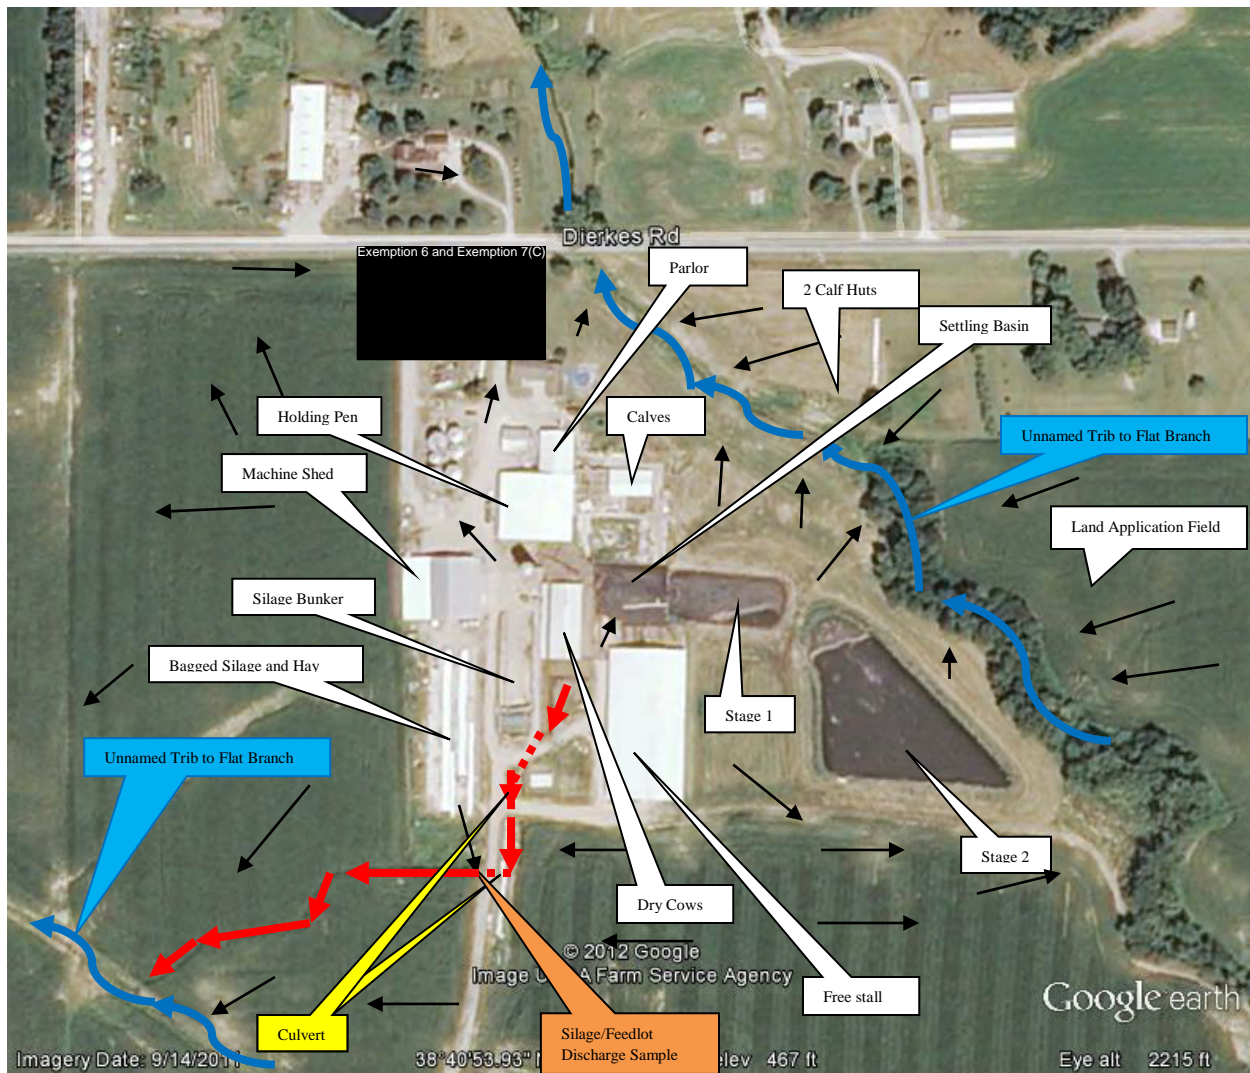 Dierkes Rd
Exemption 6 and Exemption 7(C)
Parlor
2 Calf Huts
Settling Basin
Holding Pen
Calves
Unnamed Trib to Flat Branch
Machine Shed
Land Application Field
Silage Bunker
Bagged Silage and Hay
Stage 1
Unnamed Trib to Flat Branch
Stage 2
Dry Cows
© 2012 Google
Image U A Farm Service Agency
Free stall
Google earth
Culvert
Silage/Feedlot
Discharge Sample
Imagery Date: 9/14/2011
38°40'53.93" N
elev 467 ft
Eye alt 2215 ft